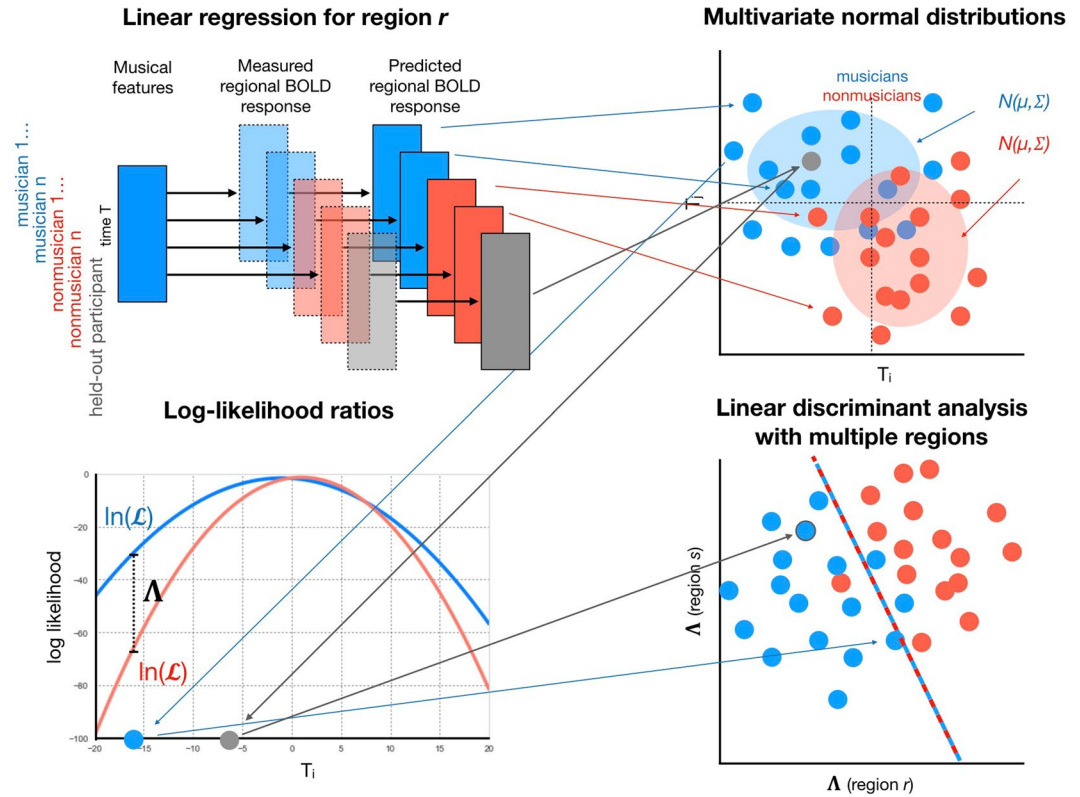 Linear regression for region r
Musical
features
Measured
regional BOLD
response
Predicted
regional BOLD
response
musician 1...
musician n
nonmusician 1...
nonmusician n
held-out participant
time T
Multivariate normal distributions
musicians
nonmusicians
N(μ,Σ)
N(μ,Σ)
Tj
Ti
Log-likelihood ratios
ln(ℒ)
Λ
ln(ℒ)
log likelihood
0
−20
−40
−60
−80
−100
−20
−15
−10
−5
0
5
10
15
20
Ti
Linear discriminant analysis
with multiple regions
Λ (region s)
Λ (region r)